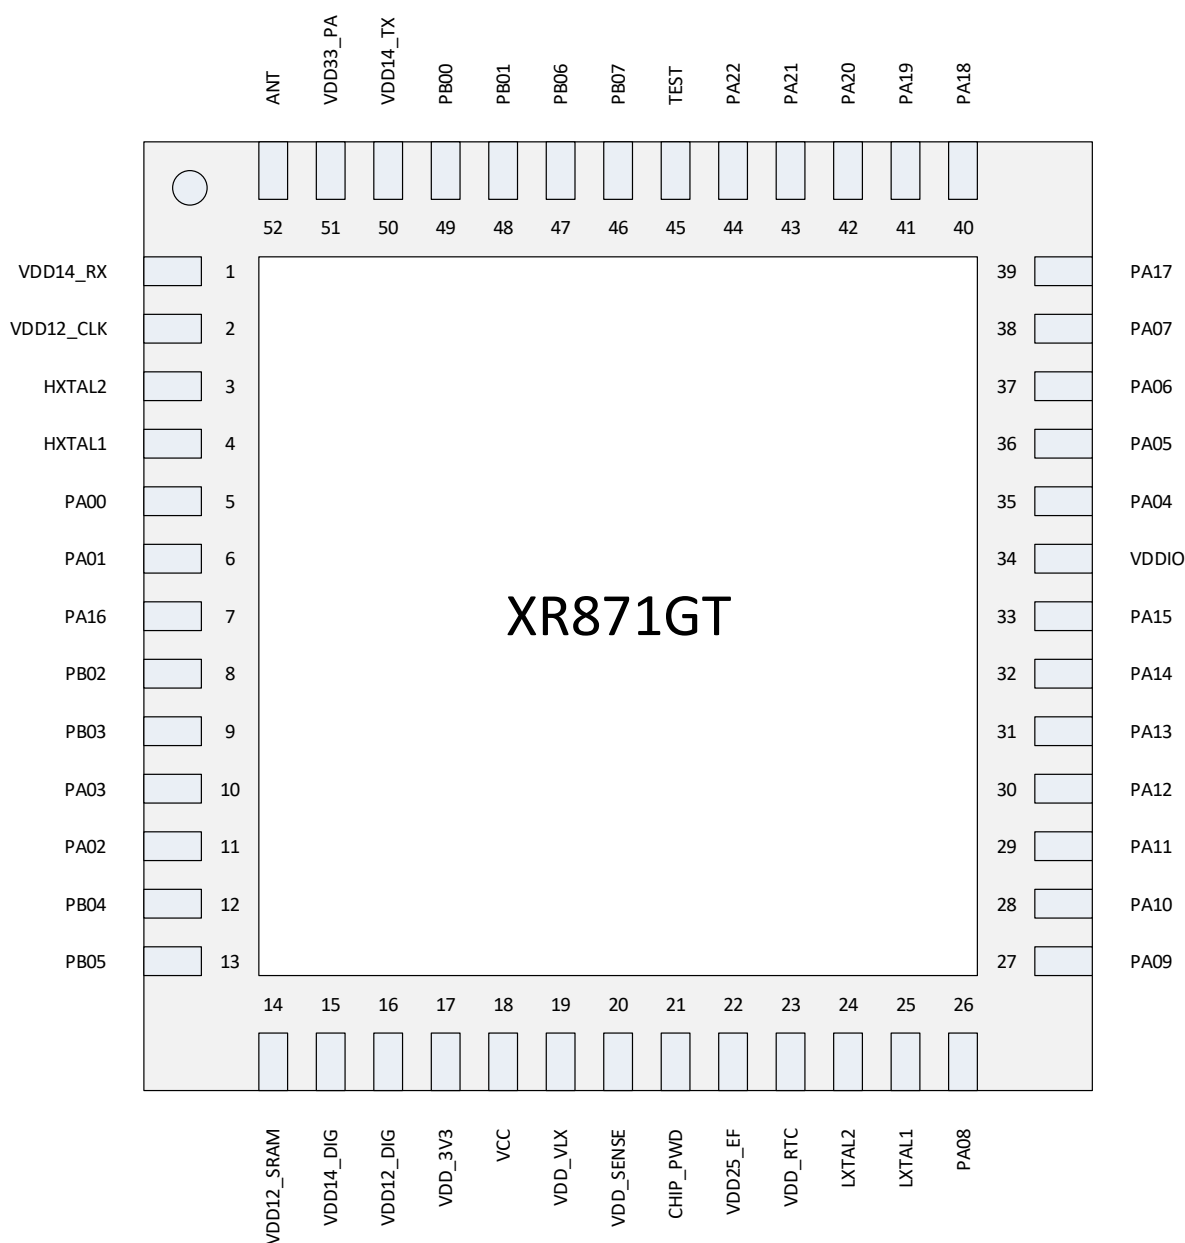 ANT VDD33_PA VDD14_TX PB00 PB01 PB06 PB07 TEST PA22 PA21 PA20 PA19 PA18
52 51 50 49 48 47 46 45 44 43 42 41 40
VDD14_RX 1 39 PA17
VDD12_CLK 2 38 PA07
HXTAL2 3 37 PA06
HXTAL1 4 36 PA05
PA00 5 35 PA04
PA01 6 34 VDDIO
PA16 7 33 PA15
XR871GT
PB02 8 32 PA14
PB03 9 31 PA13
PA03 10 30 PA12
PA02 11 29 PA11
PB04 12 28 PA10
PB05 13 27 PA09
14 15 16 17 18 19 20 21 22 23 24 25 26
VDD12_SRAM VDD14_DIG VDD12_DIG VDD_3V3 VCC VDD_VLX VDD_SENSE CHIP_PWD VDD25_EF VDD_RTC LXTAL2 LXTAL1 PA08